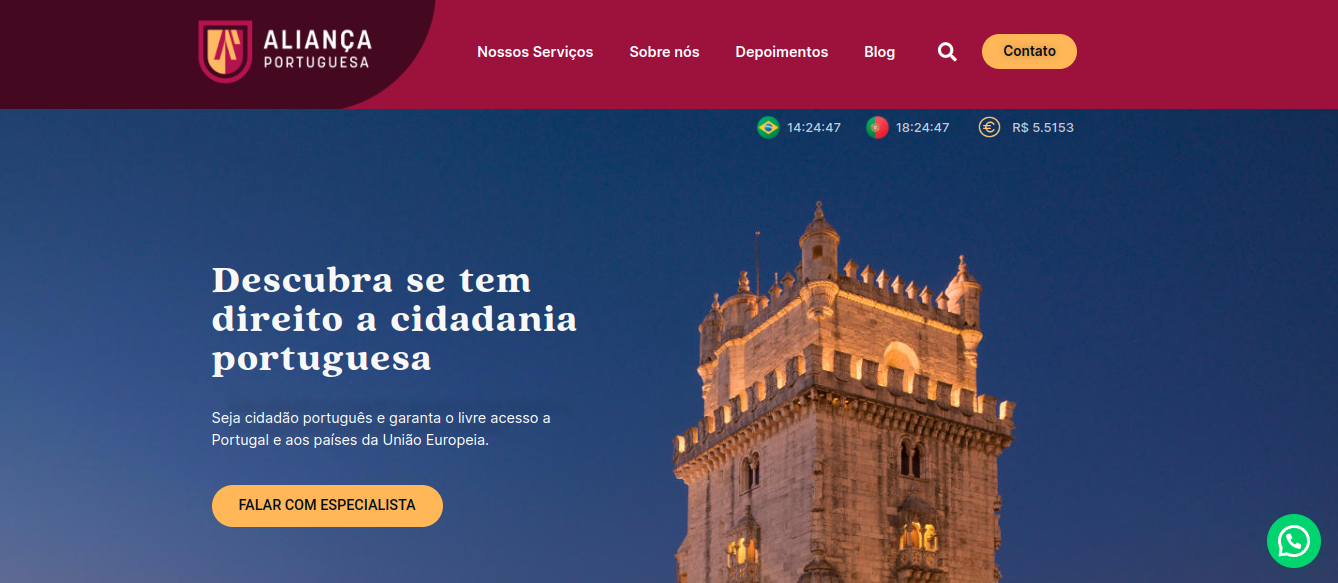 ALIANÇA
PORTUGUESA
Nossos Serviços
Sobre nós
Depoimentos
Blog
Contato
14:24:47
18:24:47
€
R$ 5.5153
Descubra se tem
direito a cidadania
portuguesa
Seja cidadão português e garanta o livre acesso a
Portugal e aos países da União Europeia.
FALAR COM ESPECIALISTA